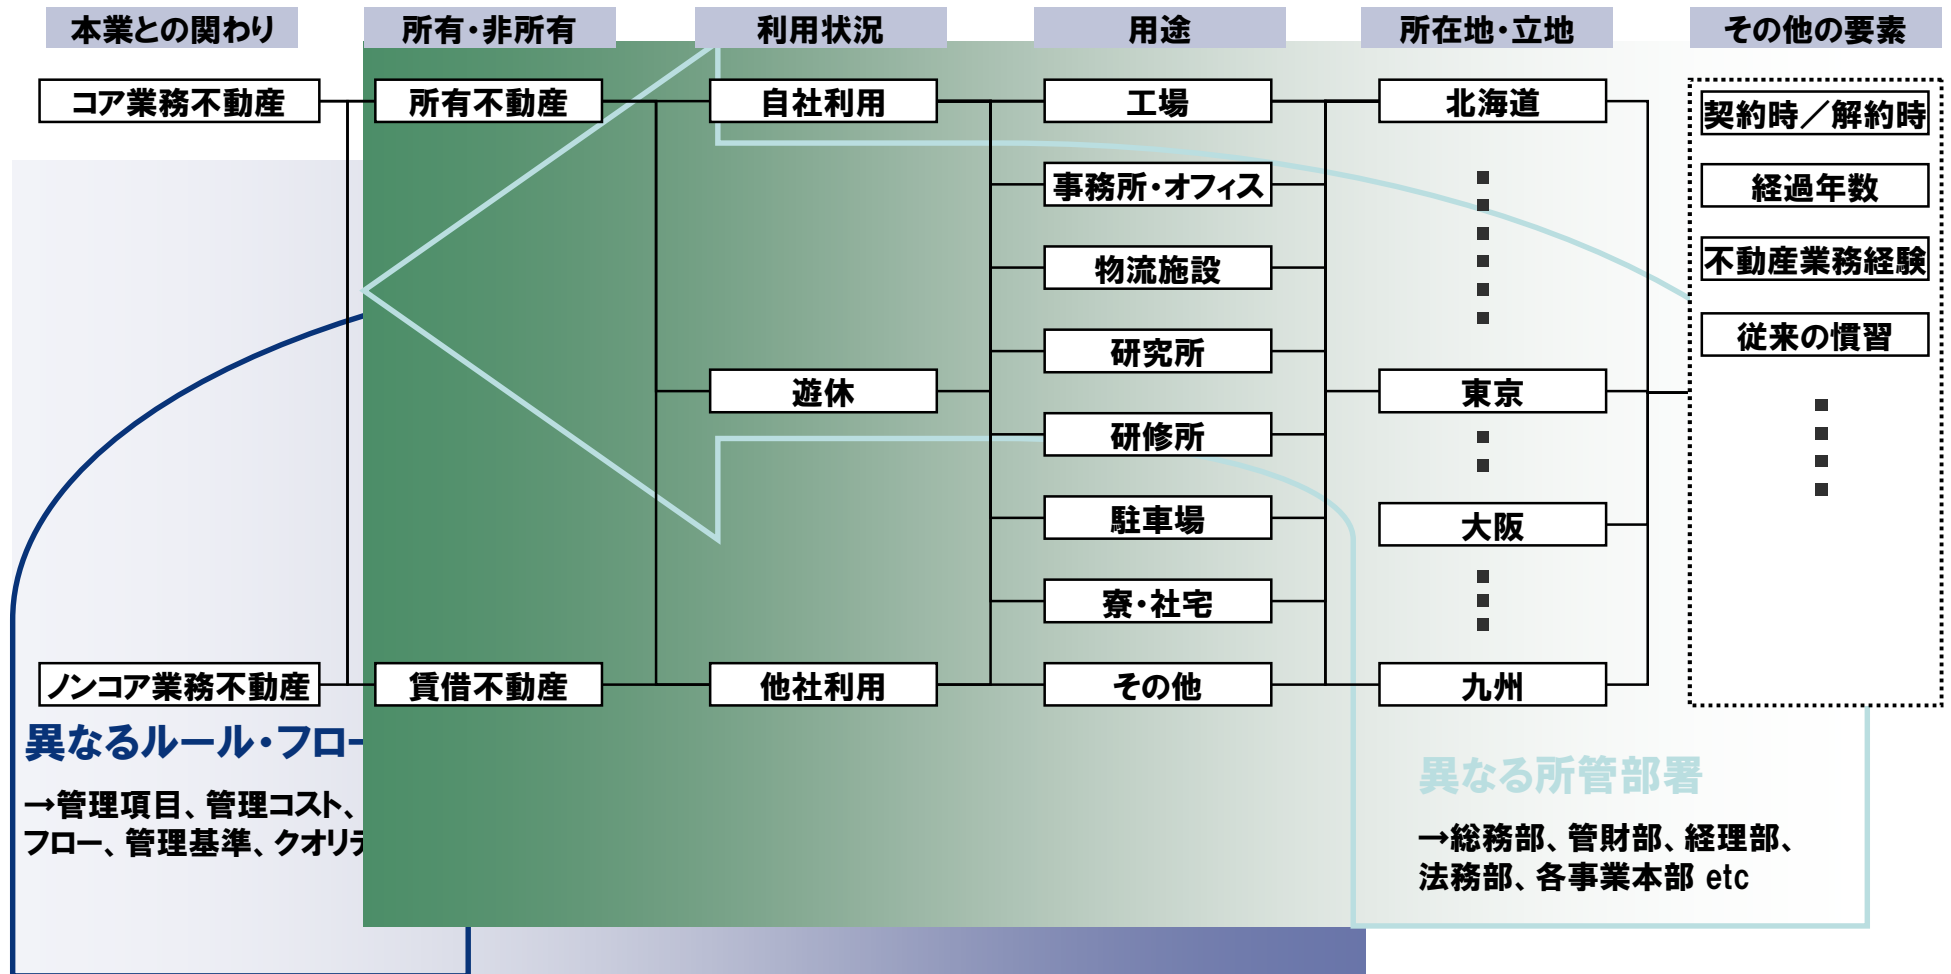 本業との関わり
所有・非所有
利用状況
用途
所在地・立地
その他の要素
コア業務不動産
所有不動産
自社利用
工場
北海道
契約時／解約時
事務所・オフィス
経過年数
物流施設
不動産業務経験
研究所
従来の慣習
遊休
東京
研修所
駐車場
大阪
寮・社宅
ノンコア業務不動産
賃借不動産
他社利用
その他
九州
異なるルール・フロー
→管理項目、管理コスト、
フロー、管理基準、クオリテ
異なる所管部署
→総務部、管財部、経理部、
法務部、各事業本部 etc